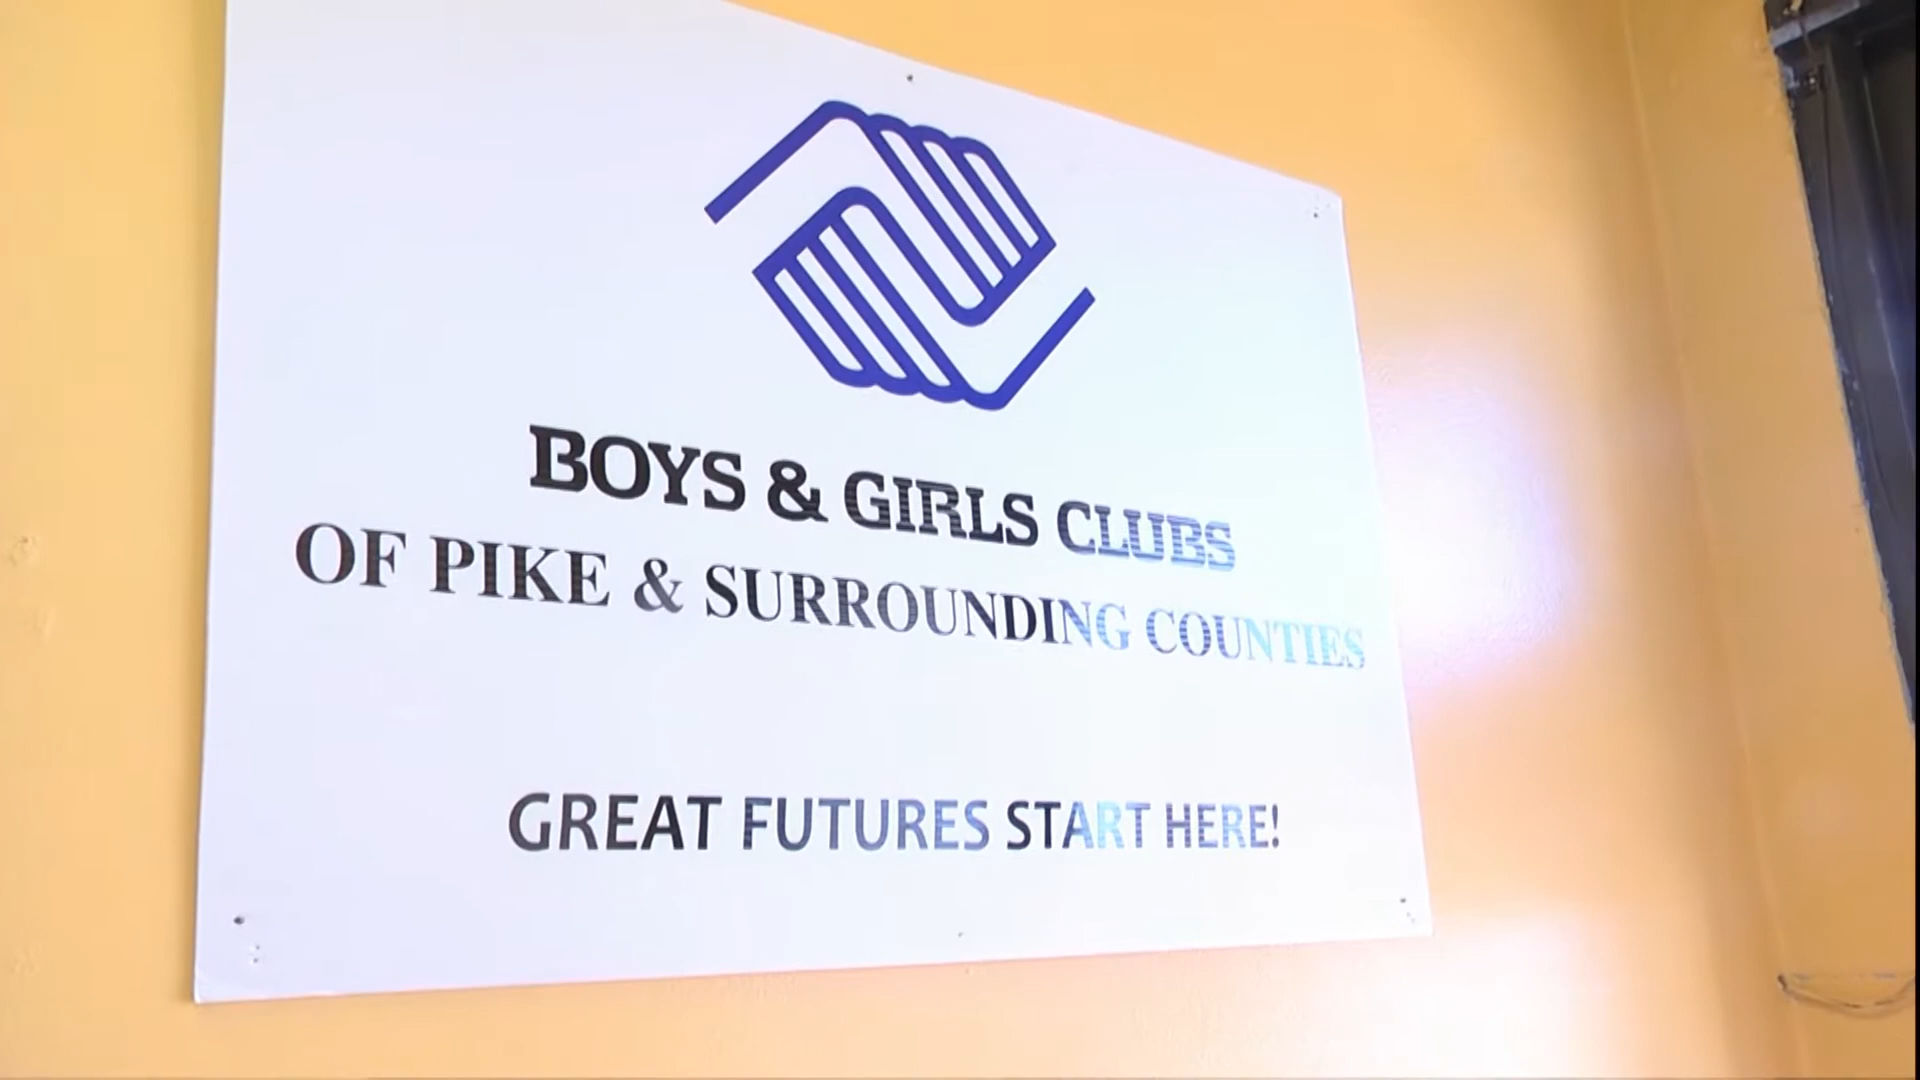 BOYS & GIRLS CLUBS
OF PIKE & SURROUNDING COUNTIES
GREAT FUTURES START HERE!